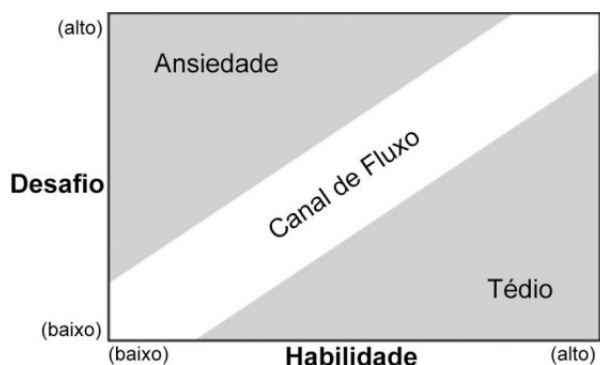 (alto)
Ansiedade
Desafio
Canal de Fluxo
Tédio
(baixo)
(baixo)
Habilidade
(alto)